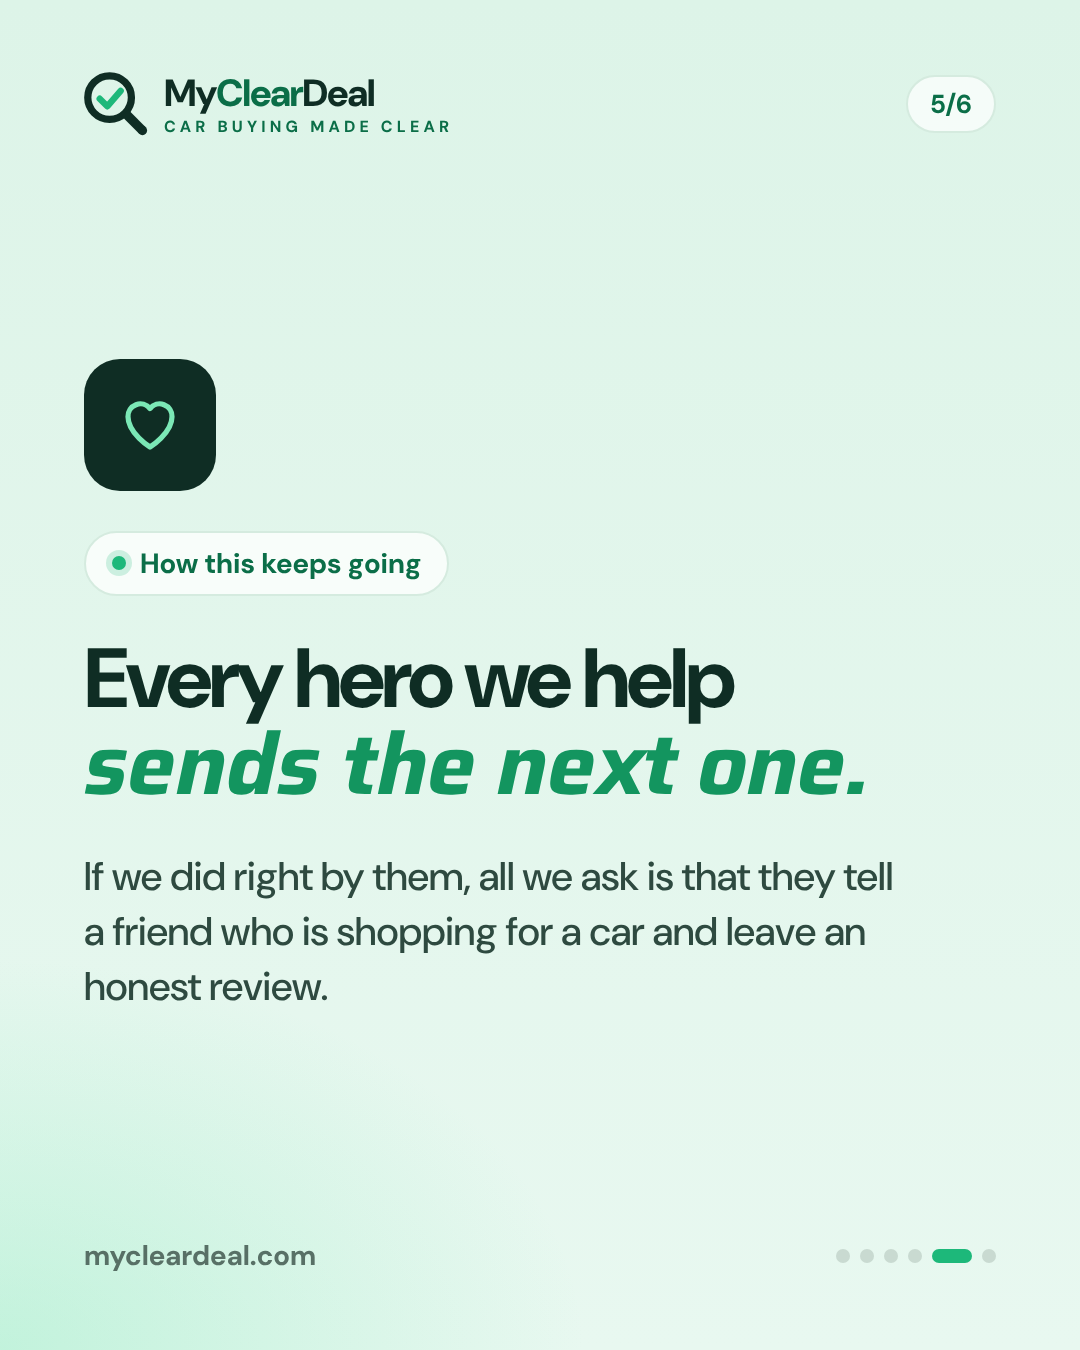 MyClearDeal
CAR BUYING MADE CLEAR
5/6
How this keeps going
Every hero we help
sends the next one.
If we did right by them, all we ask is that they tell
a friend who is shopping for a car and leave an
honest review.
mycleardeal.com